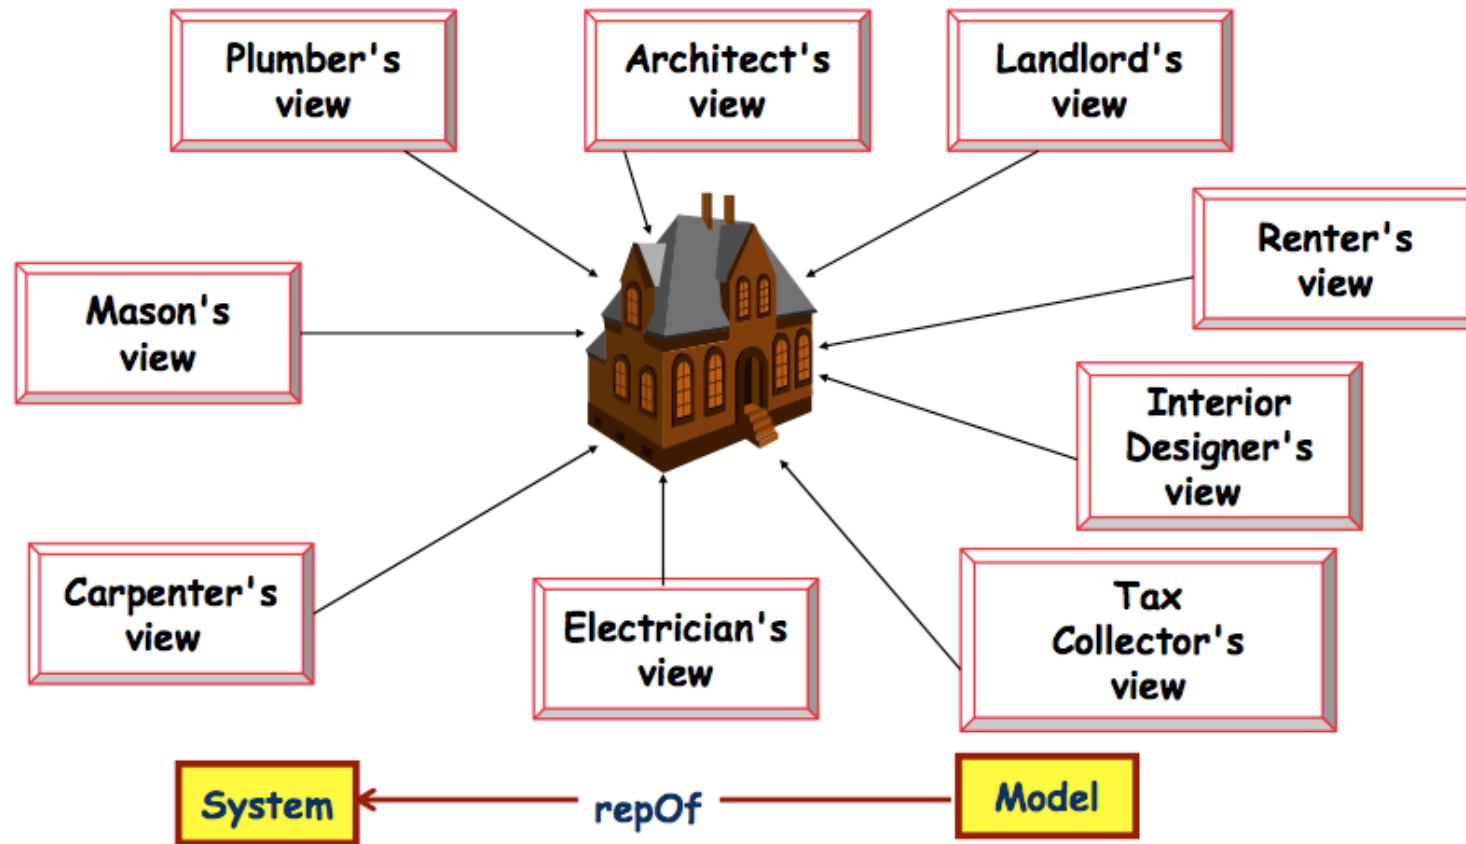 Plumber's
view
Architect's
view
Landlord's
view
Renter's
view
Mason's
view
Interior
Designer's
view
Carpenter's
view
Electrician's
view
Tax
Collector's
view
System
repOf
Model